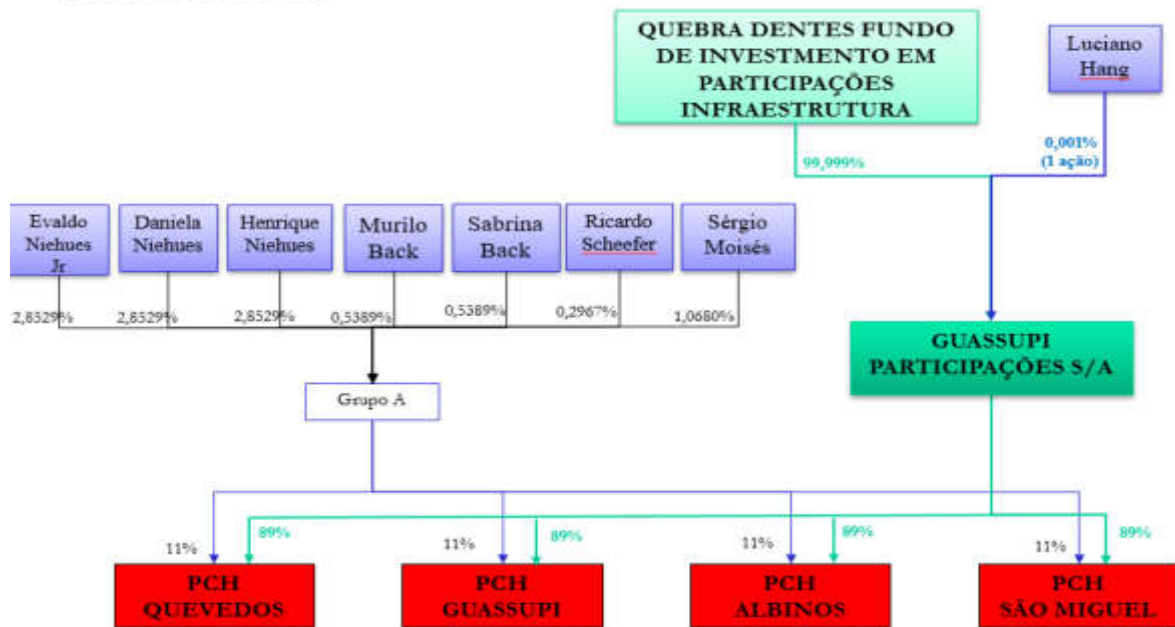 QUEBRA DENTES FUNDO
DE INVESTMENTO EM
PARTICIPAÇÕES
INFRAESTRUTURA
Luciano
Hang
99,999%
0,001%
(1 ação)
Evaldo
Niehues
Jr
Daniela
Niehues
Henrique
Niehues
Murilo
Back
Sabrina
Back
Ricardo
Scheefer
Sérgio
Moisés
2,8529%
2,8529%
2,8529%
0,5389%
0,5389%
0,2967%
1,0680%
GUASSUPI
PARTICIPAÇÕES S/A
Grupo A
11%
89%
11%
89%
11%
89%
11%
89%
PCH
QUEVEDOS
PCH
GUASSUPI
PCH
ALBINOS
PCH
SÃO MIGUEL